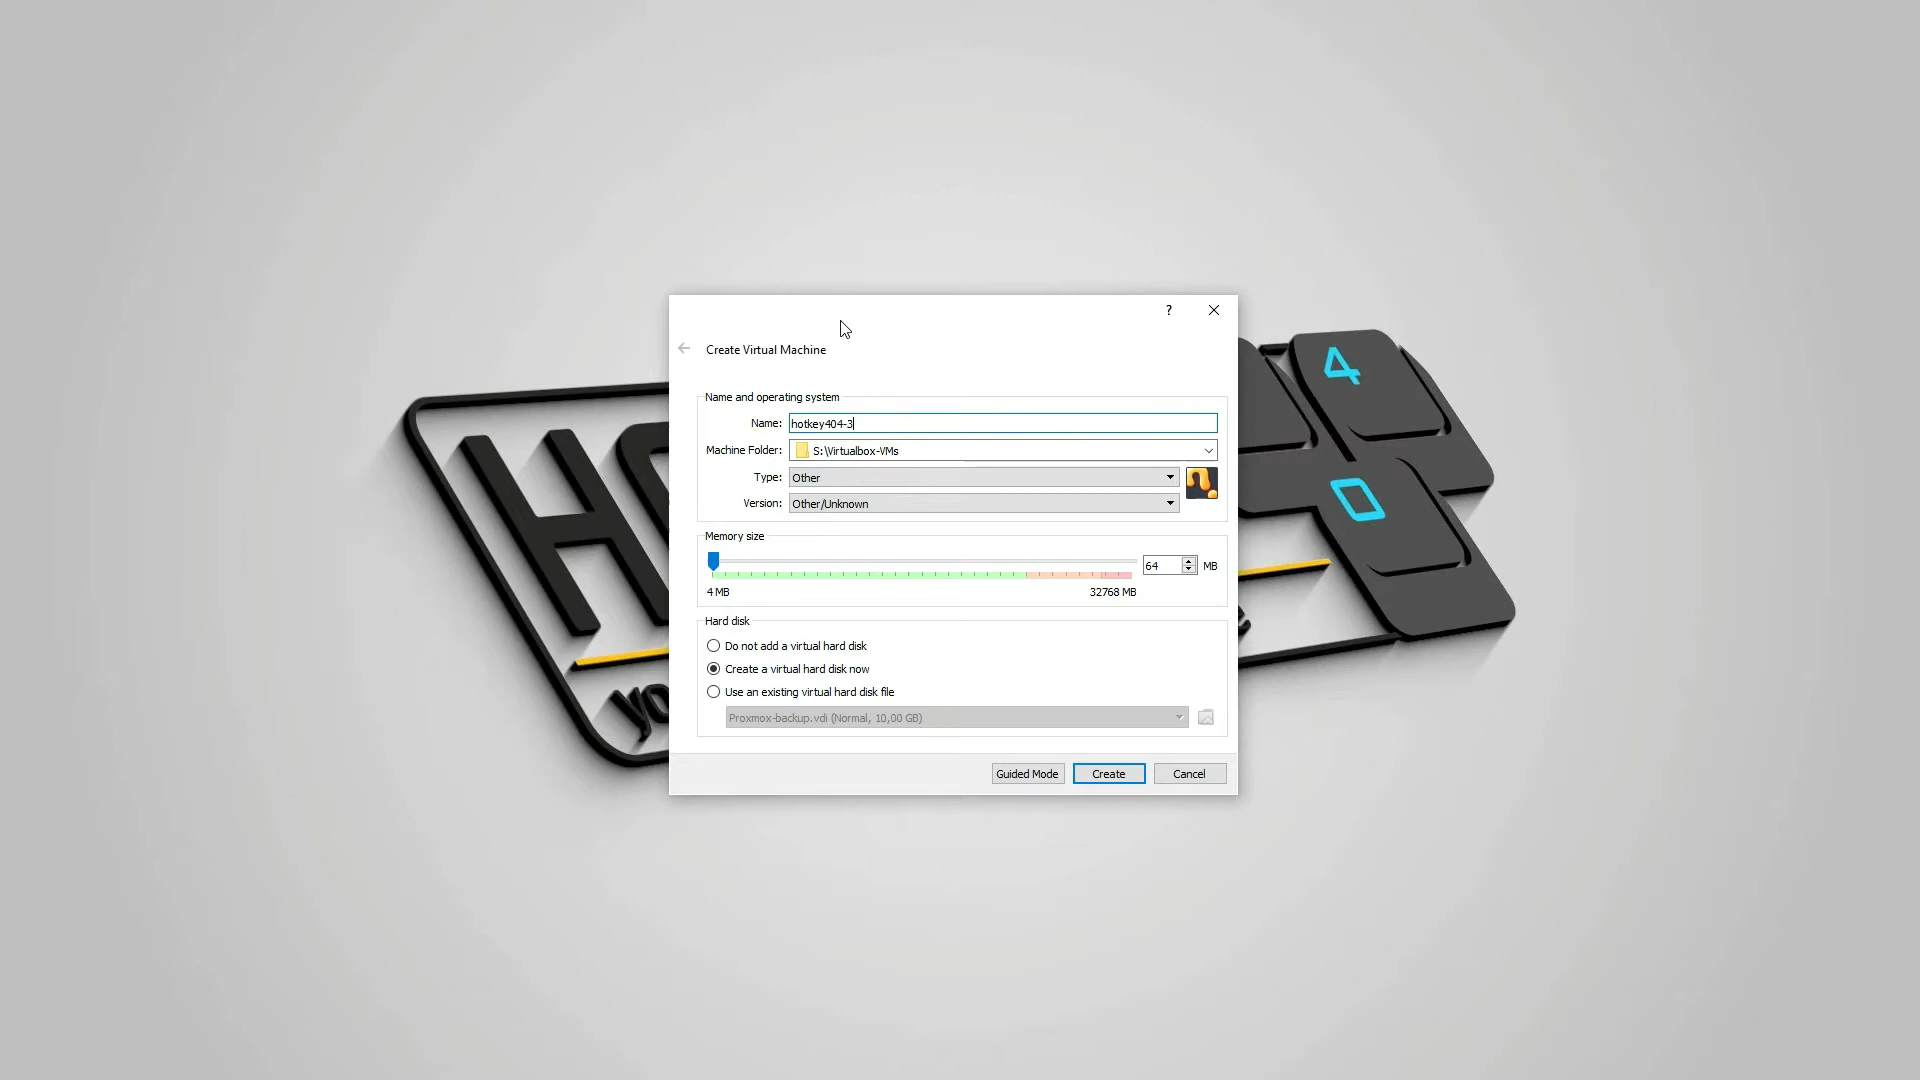 ?
Create Virtual Machine
Name and operating system
Name: hotkey404-3
Machine Folder: S:\Virtualbox-VMs
Type: Other
Version: Other/Unknown
Memory size
64 MB
4 MB 32768 MB
Hard disk
Do not add a virtual hard disk
Create a virtual hard disk now
Use an existing virtual hard disk file
Proxmox-backup.vdi (Normal, 10,00 GB)
Guided Mode Create Cancel
H
4
0
yo